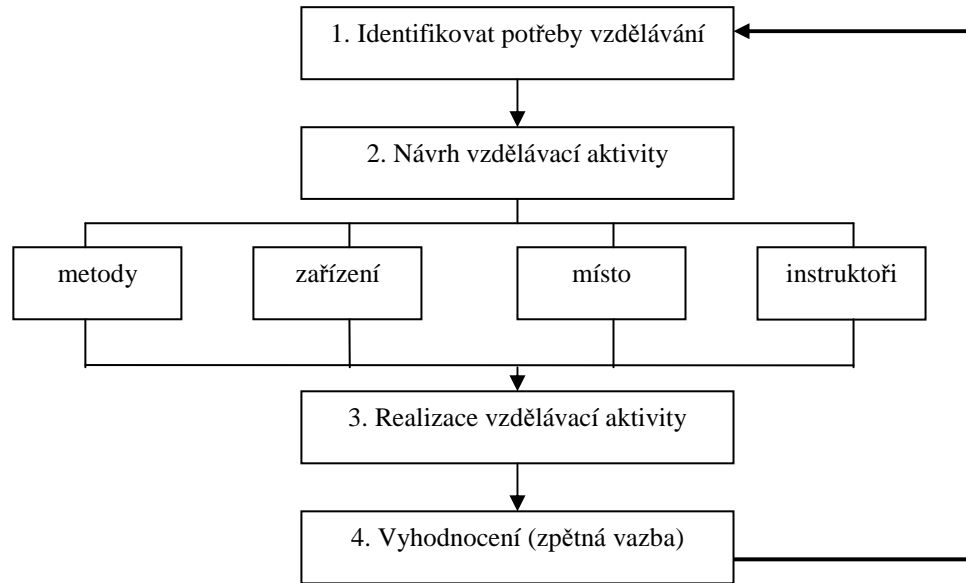 1. Identifikovat potřeby vzdělávání
2. Návrh vzdělávací aktivity
metody
zařízení
místo
instruktoři
3. Realizace vzdělávací aktivity
4. Vyhodnocení (zpětná vazba)